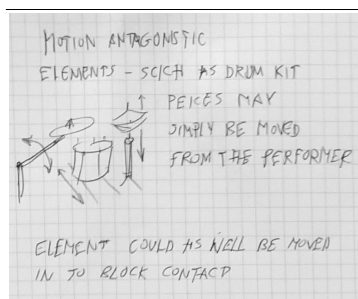 MOTION ANTAGONSTIC
ELEMENTS - SCICH AS DRUM KIT
PEICES MAY
SIMPLY BE MOVED
FROM THE PERFORMER
ELEMENT COULD AS WELL BE MOVED
IN TO BLOCK CONTACT